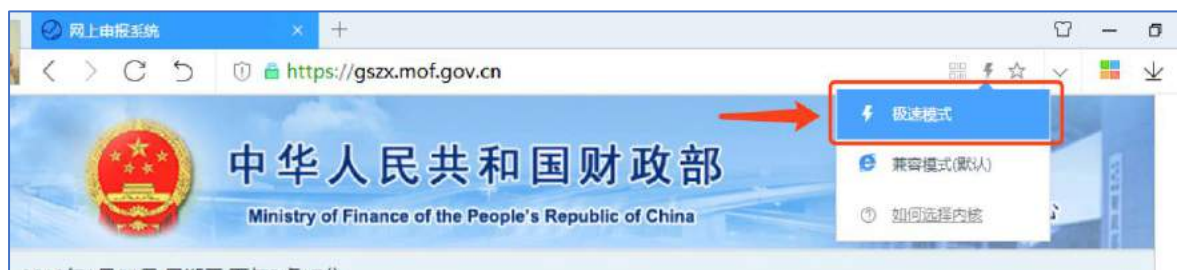 网上申报系统
https://gszx.mof.gov.cn
极速模式
兼容模式(默认)
如何选择内核
中华人民共和国财政部
Ministry of Finance of the People's Republic of China